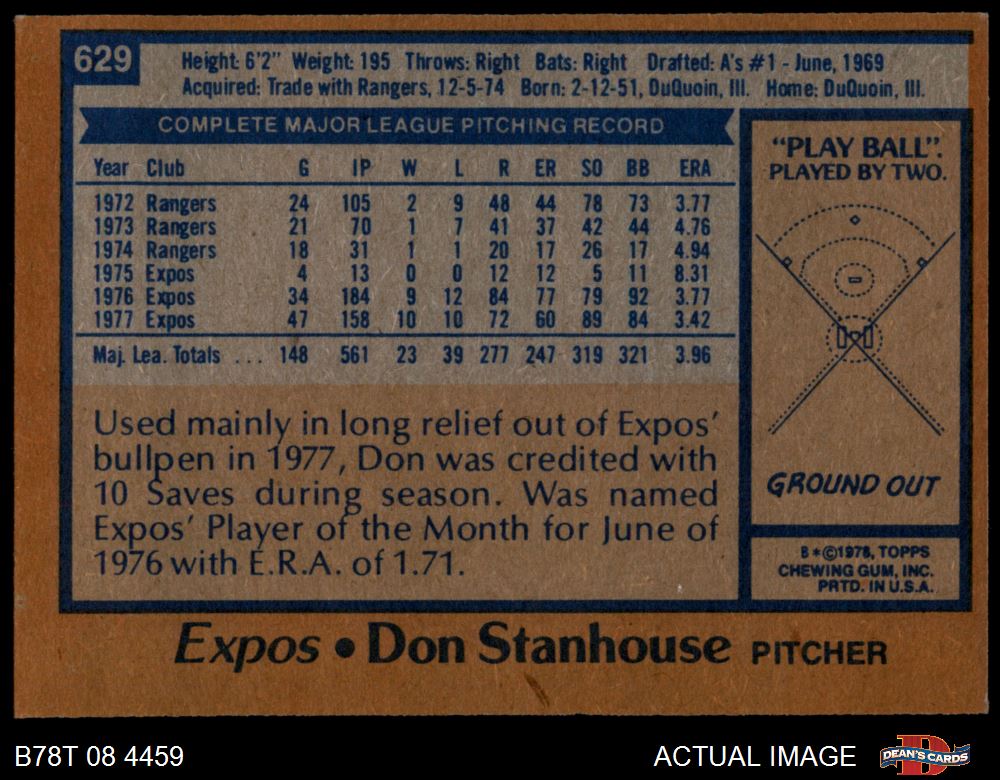 629
Height: 6'2" Weight: 195 Throws: Right Bats: Right Drafted: A's #1 - June, 1969
Acquired: Trade with Rangers, 12-5-74 Born: 2-12-51, DuQuoin, Ill. Home: DuQuoin, Ill.
COMPLETE MAJOR LEAGUE PITCHING RECORD
Year Club G IP W L R ER SO BB ERA
1972 Rangers 24 105 2 9 48 44 78 73 3.77
1973 Rangers 21 70 1 7 41 37 42 44 4.76
1974 Rangers 18 31 1 1 20 17 26 17 4.94
1975 Expos 4 13 0 0 12 12 5 11 8.31
1976 Expos 34 184 9 12 84 77 79 92 3.77
1977 Expos 47 158 10 10 72 60 89 84 3.42
Maj. Lea. Totals ... 148 561 23 39 277 247 319 321 3.96
Used mainly in long relief out of Expos'
bullpen in 1977, Don was credited with
10 Saves during season. Was named
Expos' Player of the Month for June of
1976 with E.R.A. of 1.71.
"PLAY BALL".
PLAYED BY TWO.
GROUND OUT
B*©1978, TOPPS
CHEWING GUM, INC.
PRTD. IN U.S.A.
Expos • Don Stanhouse PITCHER
B78T 08 4459
ACTUAL IMAGE
DEAN'S CARDS